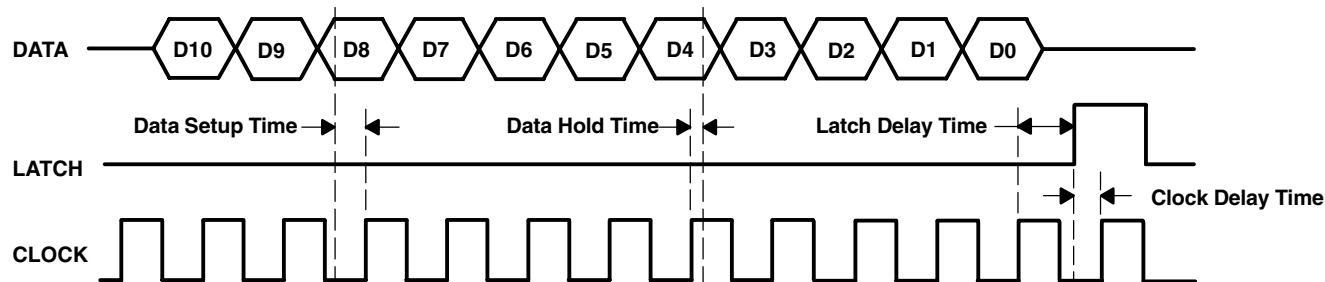 DATA D10 D9 D8 D7 D6 D5 D4 D3 D2 D1 D0
Data Setup Time Data Hold Time Latch Delay Time
LATCH
Clock Delay Time
CLOCK